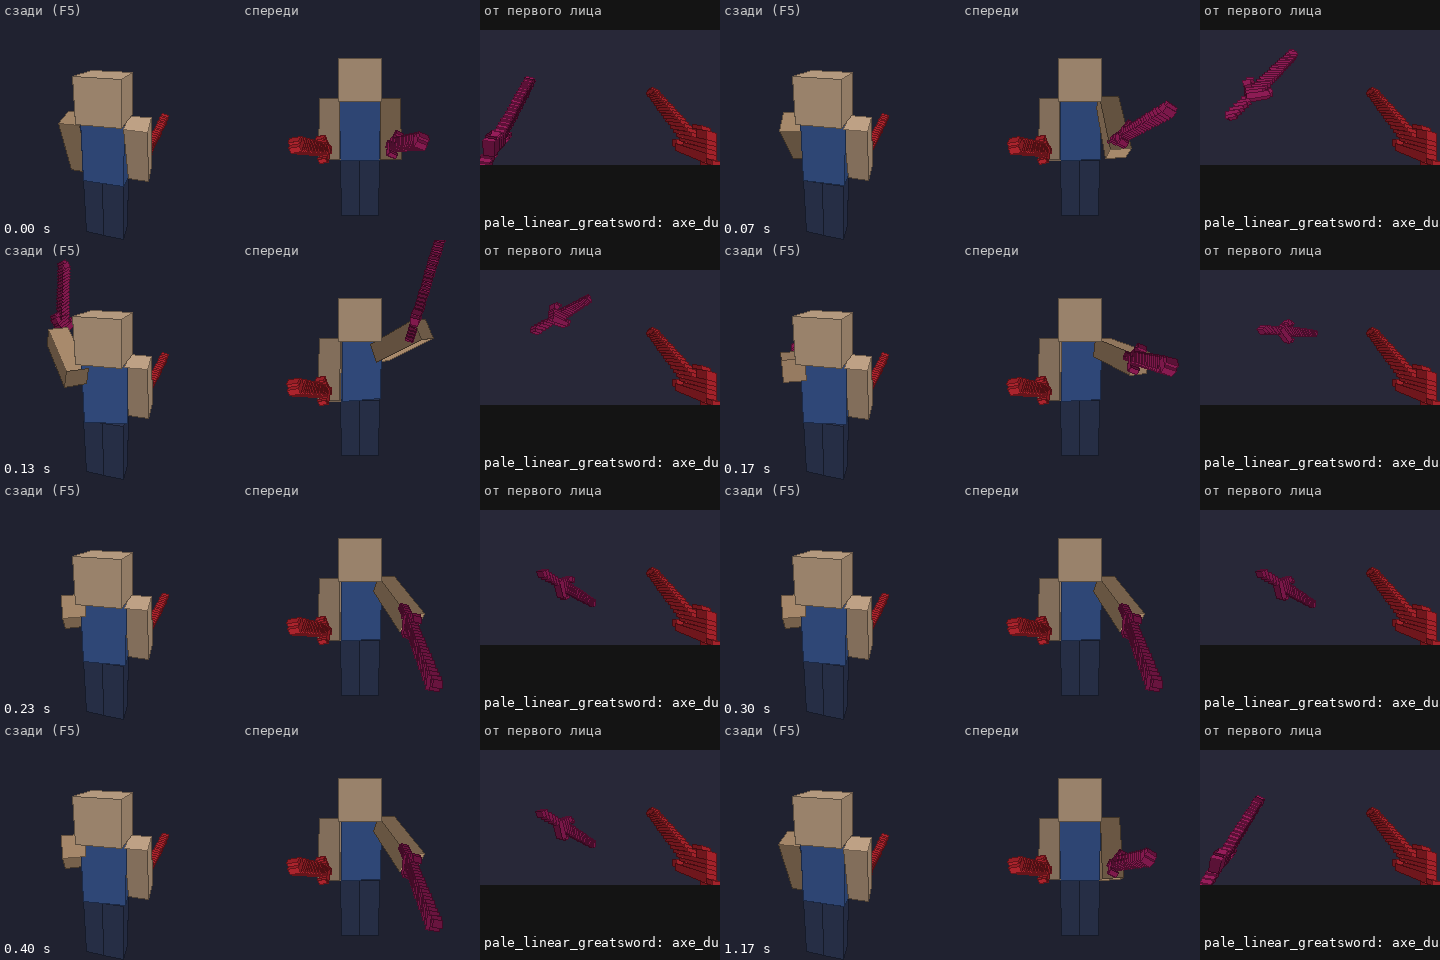 сзади (F5) спереди от первого лица сзади (F5) спереди от первого лица
pale_linear_greatsword: axe_du pale_linear_greatsword: axe_du
0.00 s 0.07 s
сзади (F5) спереди от первого лица сзади (F5) спереди от первого лица
pale_linear_greatsword: axe_du pale_linear_greatsword: axe_du
0.13 s 0.17 s
сзади (F5) спереди от первого лица сзади (F5) спереди от первого лица
pale_linear_greatsword: axe_du pale_linear_greatsword: axe_du
0.23 s 0.30 s
сзади (F5) спереди от первого лица сзади (F5) спереди от первого лица
pale_linear_greatsword: axe_du pale_linear_greatsword: axe_du
0.40 s 1.17 s